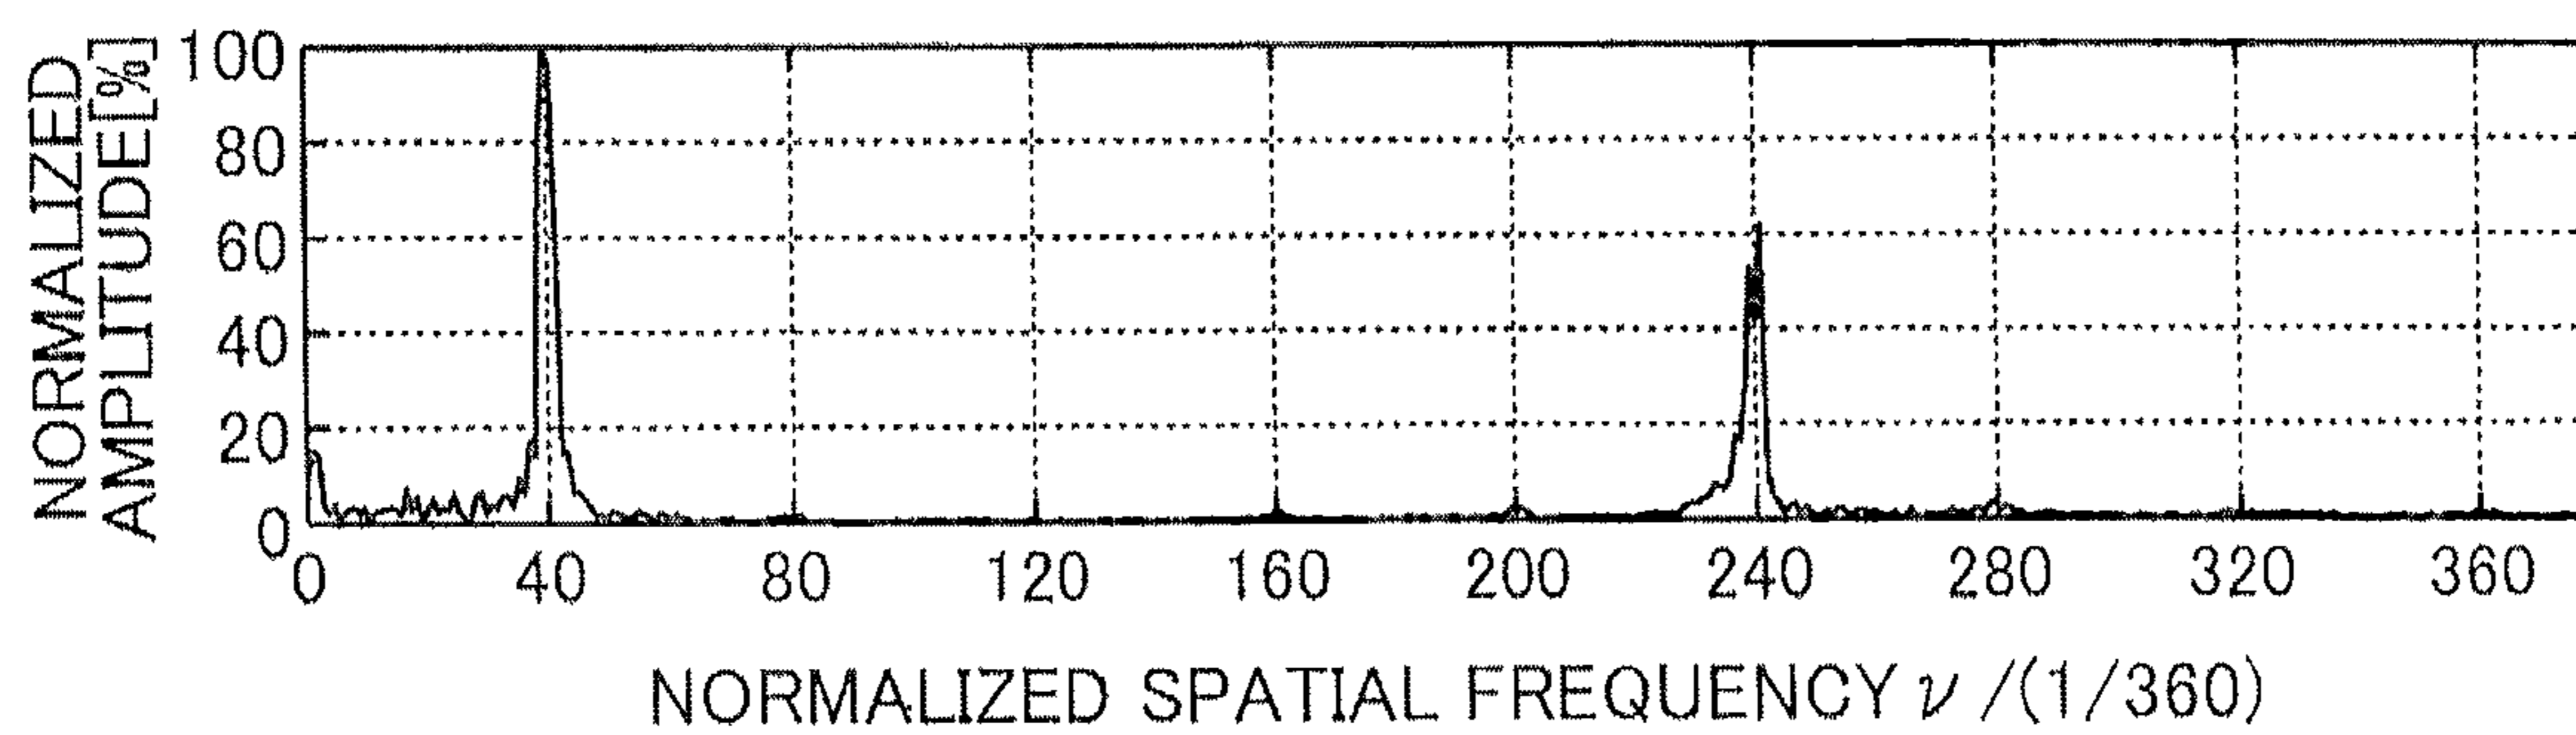 NORMALIZED
AMPLITUDE[%]
100
80
60
40
20
0
0 40 80 120 160 200 240 280 320 360
NORMALIZED SPATIAL FREQUENCY ν /(1/360)